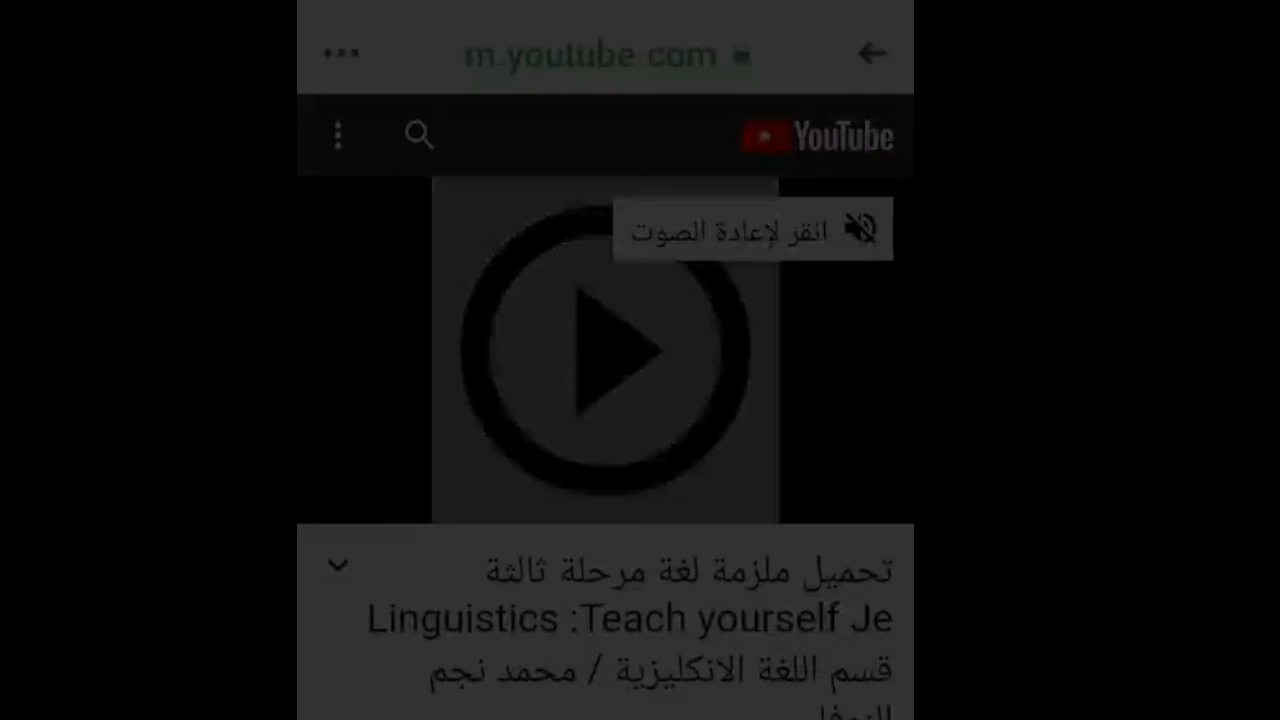 m.youtube.com
YouTube
انقر لإعادة الصوت
تحميل ملزمة لغة مرحلة ثالثة
Linguistics :Teach yourself Je
قسم اللغة الانكليزية / محمد نجم